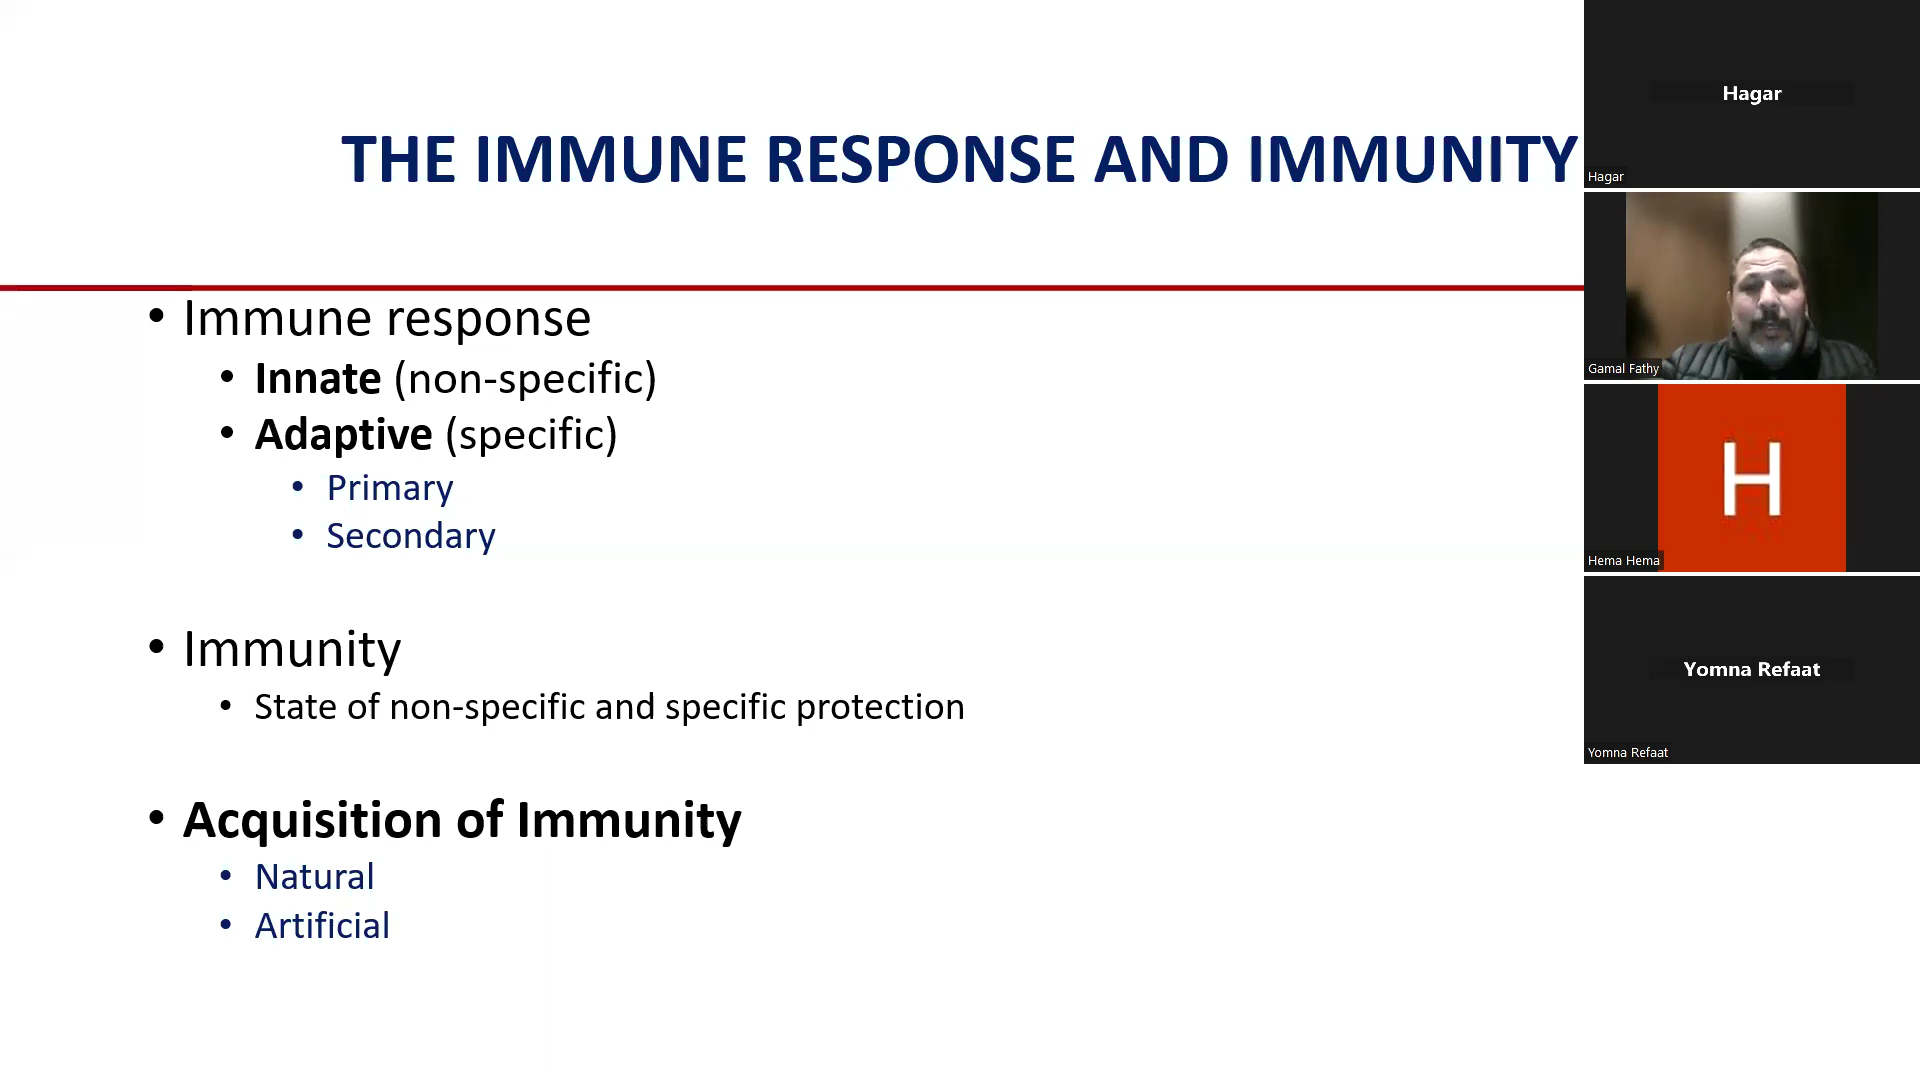 THE IMMUNE RESPONSE AND IMMUNITY
• Immune response
• Innate (non-specific)
• Adaptive (specific)
• Primary
• Secondary
• Immunity
• State of non-specific and specific protection
• Acquisition of Immunity
• Natural
• Artificial
Hagar
Hagar
Gamal Fathy
H
Hema Hema
Yomna Refaat
Yomna Refaat